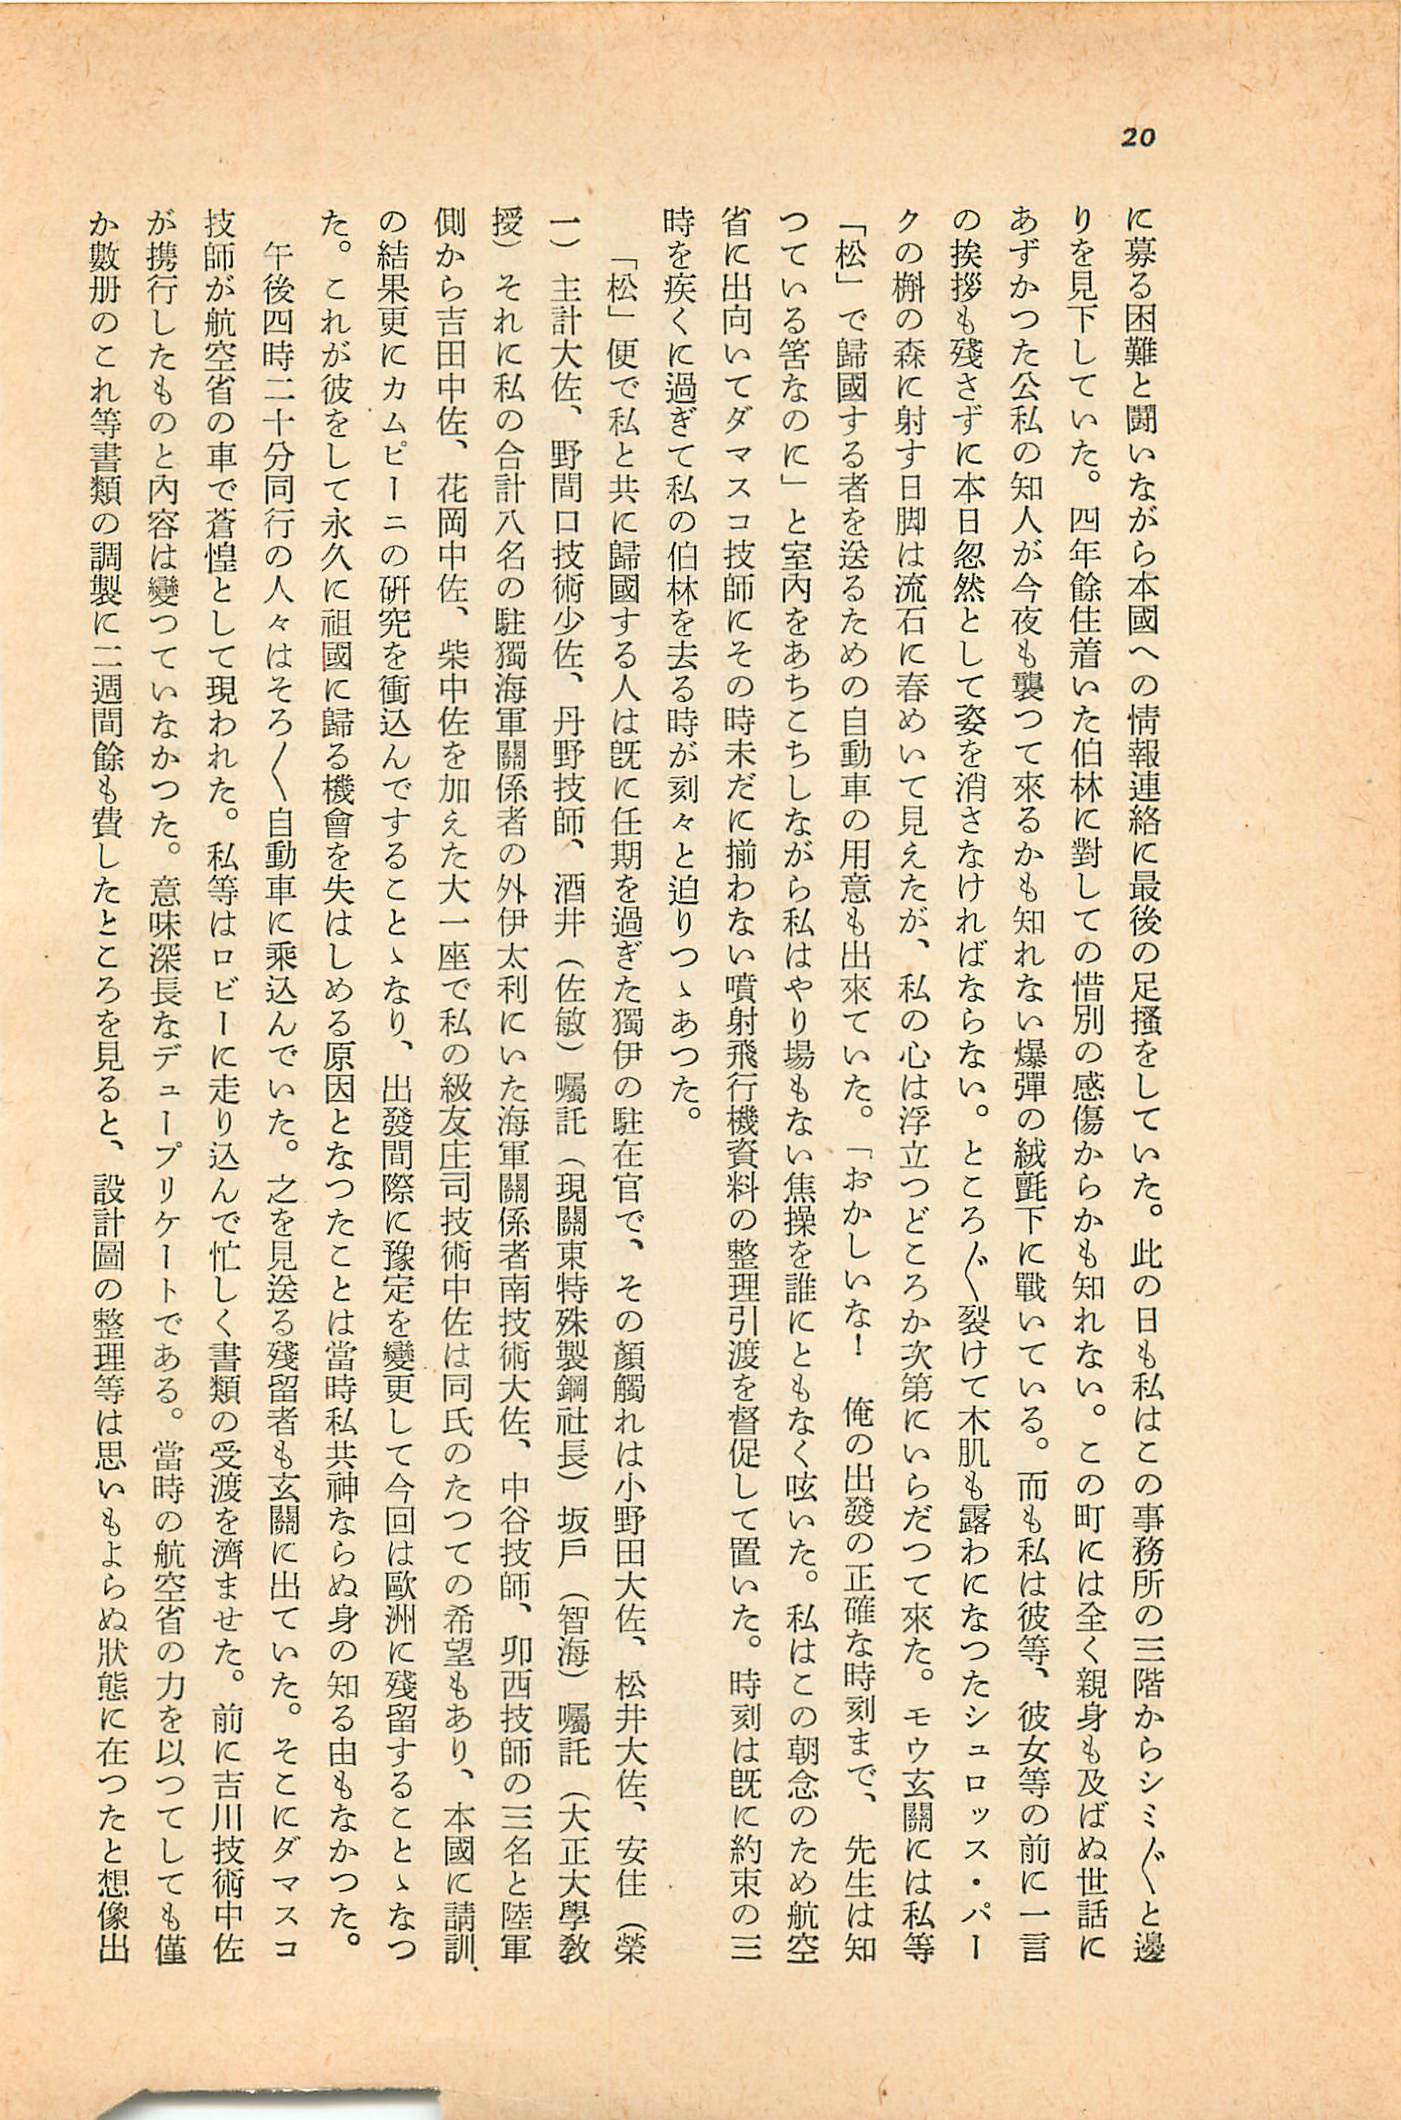 20
に募る困難と闘いながら本國への情報連絡に最後の足搔をしていた。此の日も私はこの事務所の三階からシミ〴〵と邊
りを見下していた。四年餘住着いた伯林に對しての惜別の感傷からかも知れない。この町には全く親身も及ばぬ世話に
あずかつた公私の知人が今夜も襲つて來るかも知れない爆彈の絨氈下に戰いている。而も私は彼等、彼女等の前に一言
の挨拶も残さずに本日忽然として姿を消さなければならない。ところ〴〵裂けて木肌も露わになつたシュロッス・パー
クの槲の森に射す日脚は流石に春めいて見えたが、私の心は浮立つどころか次第にいらだつて來た。モウ玄關には私等
「松」で歸國する者を送るための自動車の用意も出來ていた。「おかしいな！　俺の出發の正確な時刻まで、先生は知
つている筈なのに」と室內をあちこちしながら私はやり場もない焦操を誰にともなく呟いた。私はこの朝念のため航空
省に出向いてダマスコ技師にその時未だに揃わない噴射飛行機資料の整理引渡を督促して置いた。時刻は既に約束の三
時を疾くに過ぎて私の伯林を去る時が刻々と迫りつゝあつた。
「松」便で私と共に歸國する人は旣に任期を過ぎた獨伊の駐在官で、その顏觸れは小野田大佐、松井大佐、安住（榮
一）主計大佐、野間口技術少佐、丹野技師、酒井（佐敏）囑託（現關東特殊製鋼社長）坂戶（智海）囑託（大正大學敎
授）それに私の合計八名の駐獨海軍關係者の外伊太利にいた海軍關係者南技術大佐、中谷技師、卯西技師の三名と陸軍
側から吉田中佐、花岡中佐、柴中佐を加えた大一座で私の級友庄司技術中佐は同氏のたつての希望もあり、本國に請訓
の結果更にカムピーニの硏究を衝込んですることゝなり、出發間際に豫定を變更して今回は歐洲に殘留することゝなつ
た。これが彼をして永久に祖國に歸る機會を失はしめる原因となつたことは當時私共神ならぬ身の知る由もなかつた。
午後四時二十分同行の人々はそろ〳〵自動車に乘込んでいた。之を見送る殘留者も玄關に出ていた。そこにダマスコ
技師が航空省の車で蒼惶として現われた。私等はロビーに走り込んで忙しく書類の受渡を濟ませた。前に吉川技術中佐
が携行したものと內容は變つていなかつた。意味深長なデュープリケートである。當時の航空省の力を以つてしても僅
か數册のこれ等書類の調製に二週間餘も費したところを見ると、設計圖の整理等は思いもよらぬ狀態に在つたと想像出